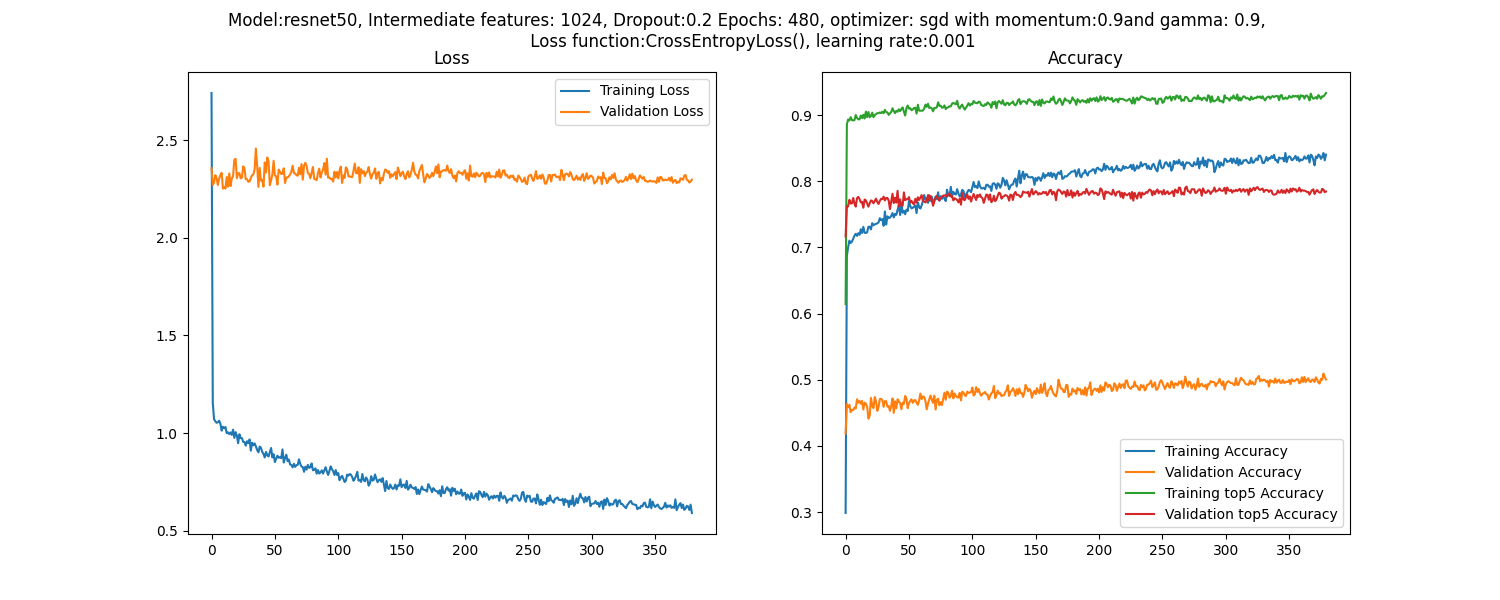 Model:resnet50, Intermediate features: 1024, Dropout:0.2 Epochs: 480, optimizer: sgd with momentum:0.9and gamma: 0.9,
Loss function:CrossEntropyLoss(), learning rate:0.001
Loss
Training Loss
Validation Loss
2.5
2.0
1.5
1.0
0.5
0 50 100 150 200 250 300 350
Accuracy
0.9
0.8
0.7
0.6
0.5
0.4
0.3
Training Accuracy
Validation Accuracy
Training top5 Accuracy
Validation top5 Accuracy
0 50 100 150 200 250 300 350